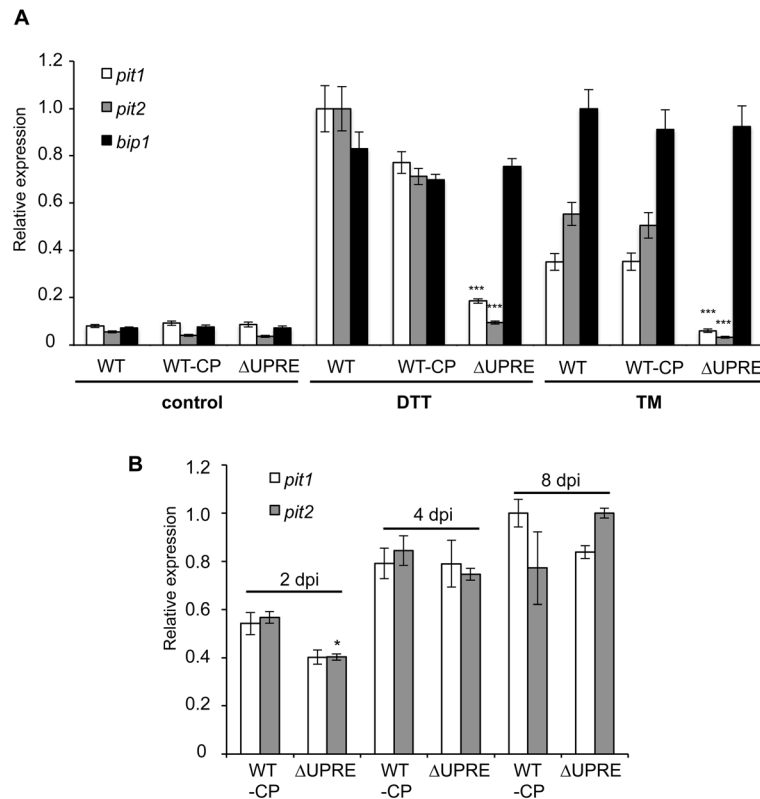 A
1.2
1.0
0.8
0.6
0.4
0.2
0
Relative expression
pit1
pit2
bip1
*** ***
*** ***
WT WT-CP ΔUPRE WT WT-CP ΔUPRE WT WT-CP ΔUPRE
control DTT TM
B
1.2
1.0
0.8
0.6
0.4
0.2
0
Relative expression
pit1
pit2
2 dpi
4 dpi
8 dpi
*
WT ΔUPRE WT ΔUPRE WT ΔUPRE
-CP -CP -CP